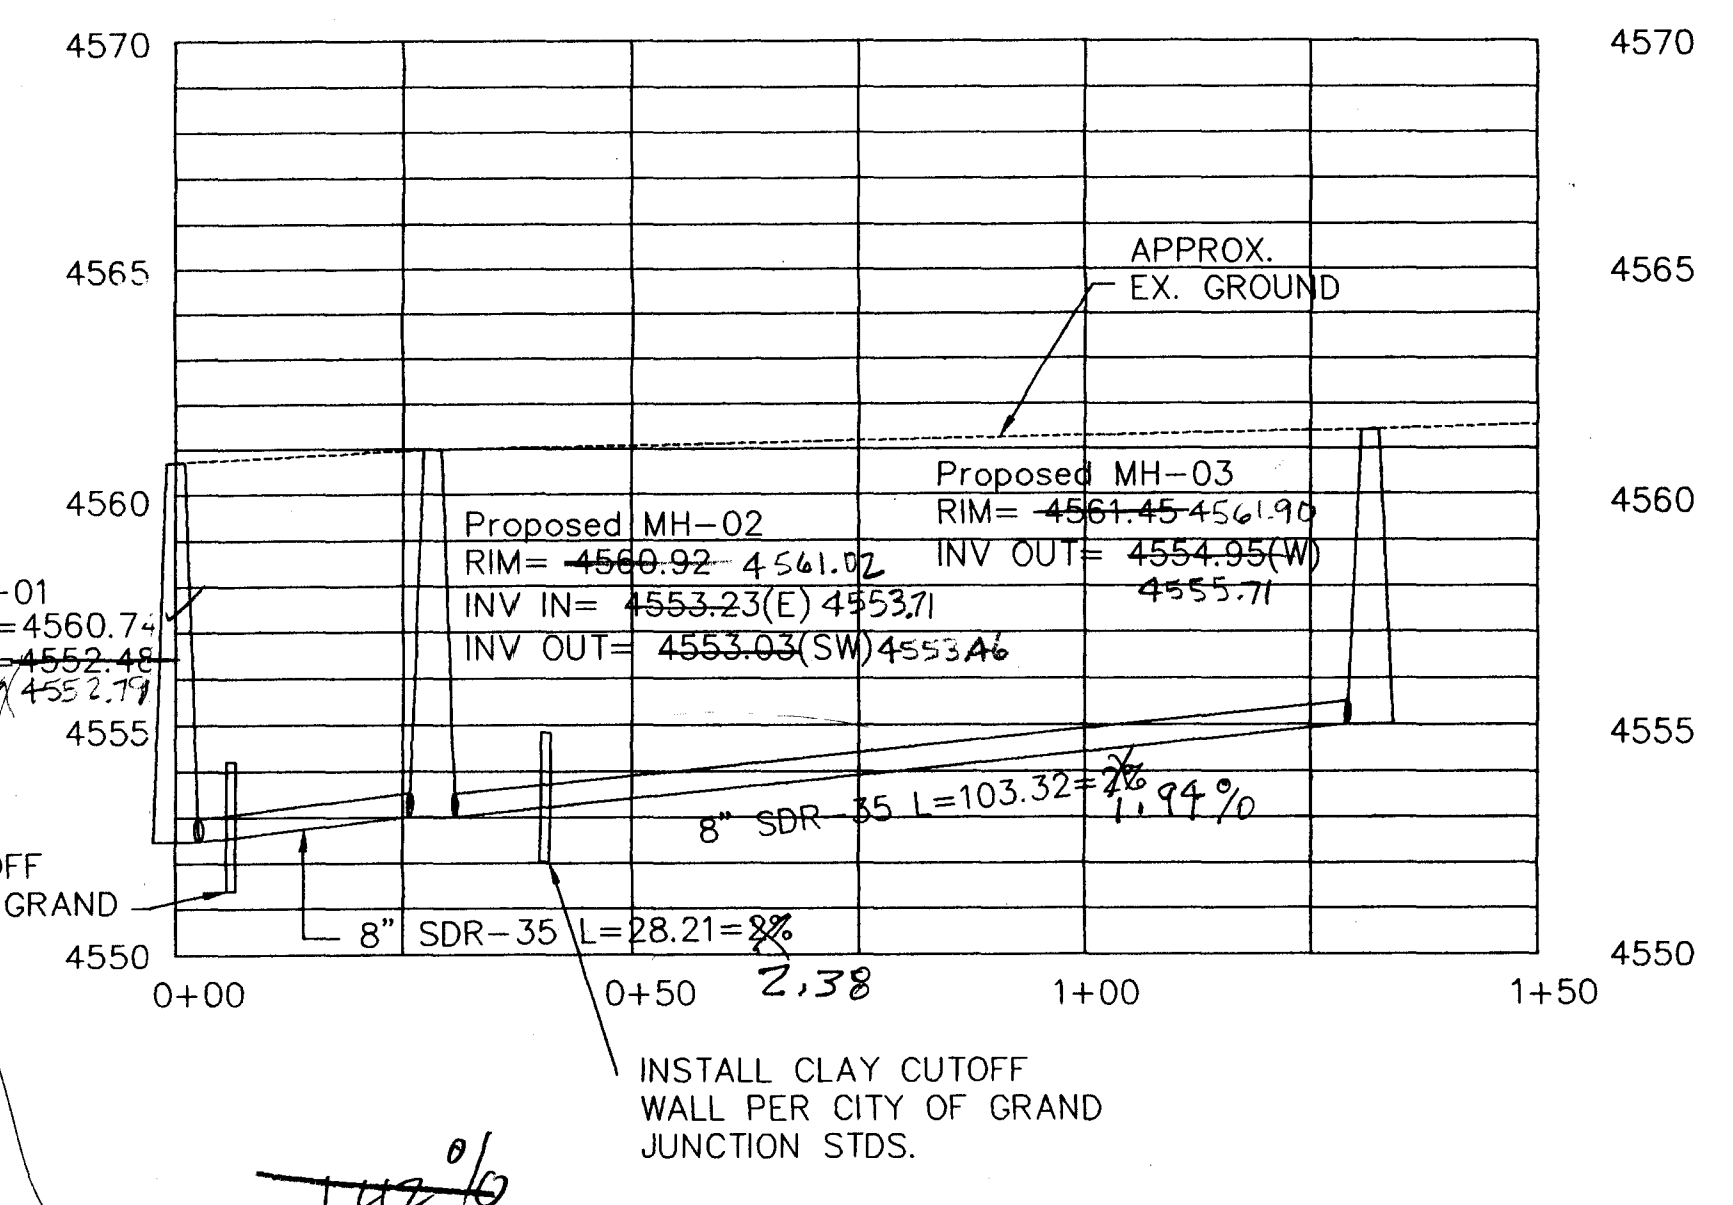 4570
4570
4565
4565
APPROX.
EX. GROUND
4560
4560
Proposed MH-03
RIM= 4561.45 4561.90
INV OUT= 4554.95(W)
4555.71
Proposed MH-02
RIM= 4560.92 4561.02
INV IN= 4553.23(E) 4553.71
INV OUT= 4553.03(SW) 4553.46
-01
=4560.74
=4552.48
4552.79
4555
4555
8" SDR-35 L=103.32=2%
1.94%
OFF
GRAND
8" SDR-35 L=28.21=2%
2.38
4550
4550
0+00
0+50
1+00
1+50
INSTALL CLAY CUTOFF
WALL PER CITY OF GRAND
JUNCTION STDS.